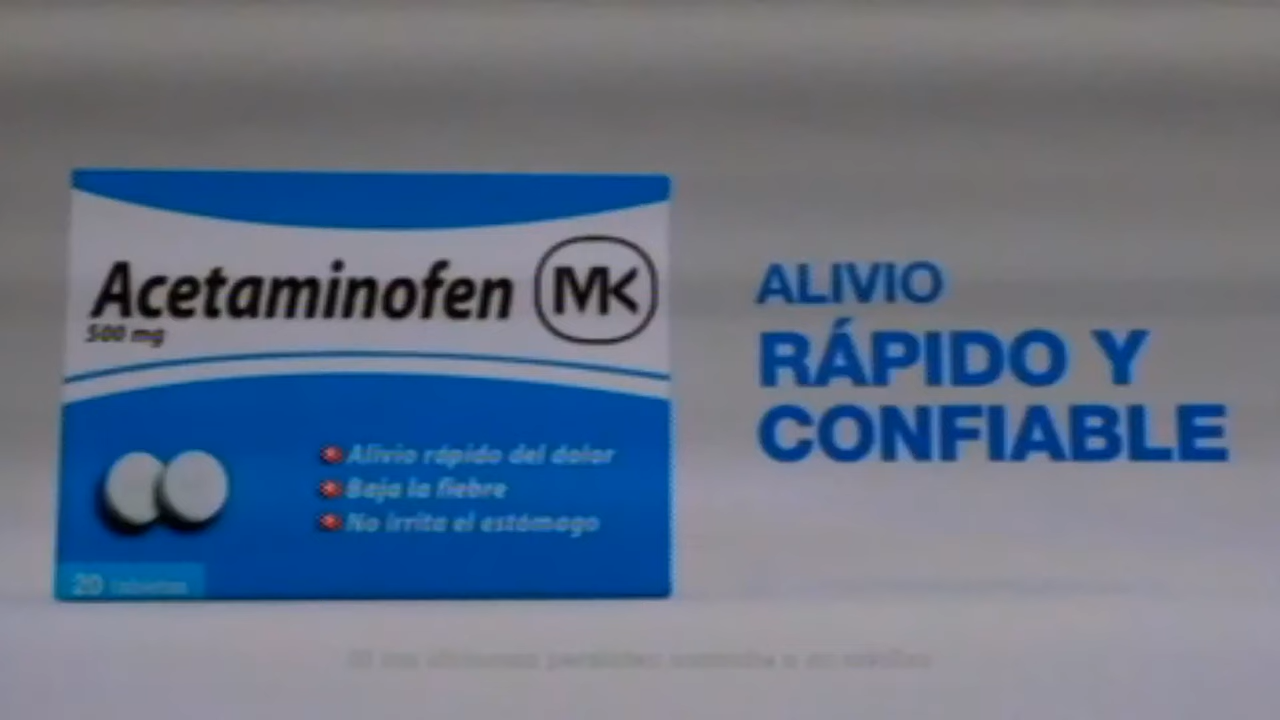 Acetaminofen MK
500 mg
Alivio rápido del dolor
Baja la fiebre
No irrita el estómago
20 tabletas
ALIVIO
RÁPIDO Y
CONFIABLE